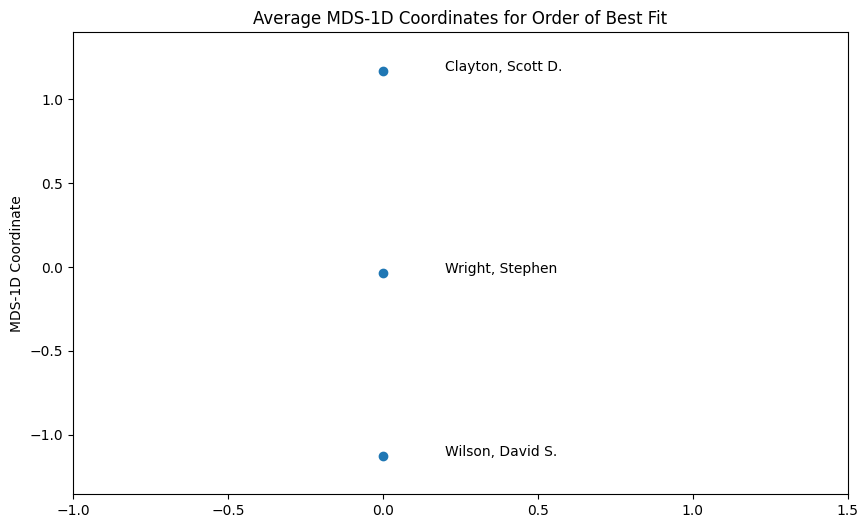 Average MDS-1D Coordinates for Order of Best Fit
Clayton, Scott D.
1.0
0.5
MDS-1D Coordinate
0.0
Wright, Stephen
−0.5
−1.0
Wilson, David S.
−1.0 −0.5 0.0 0.5 1.0 1.5